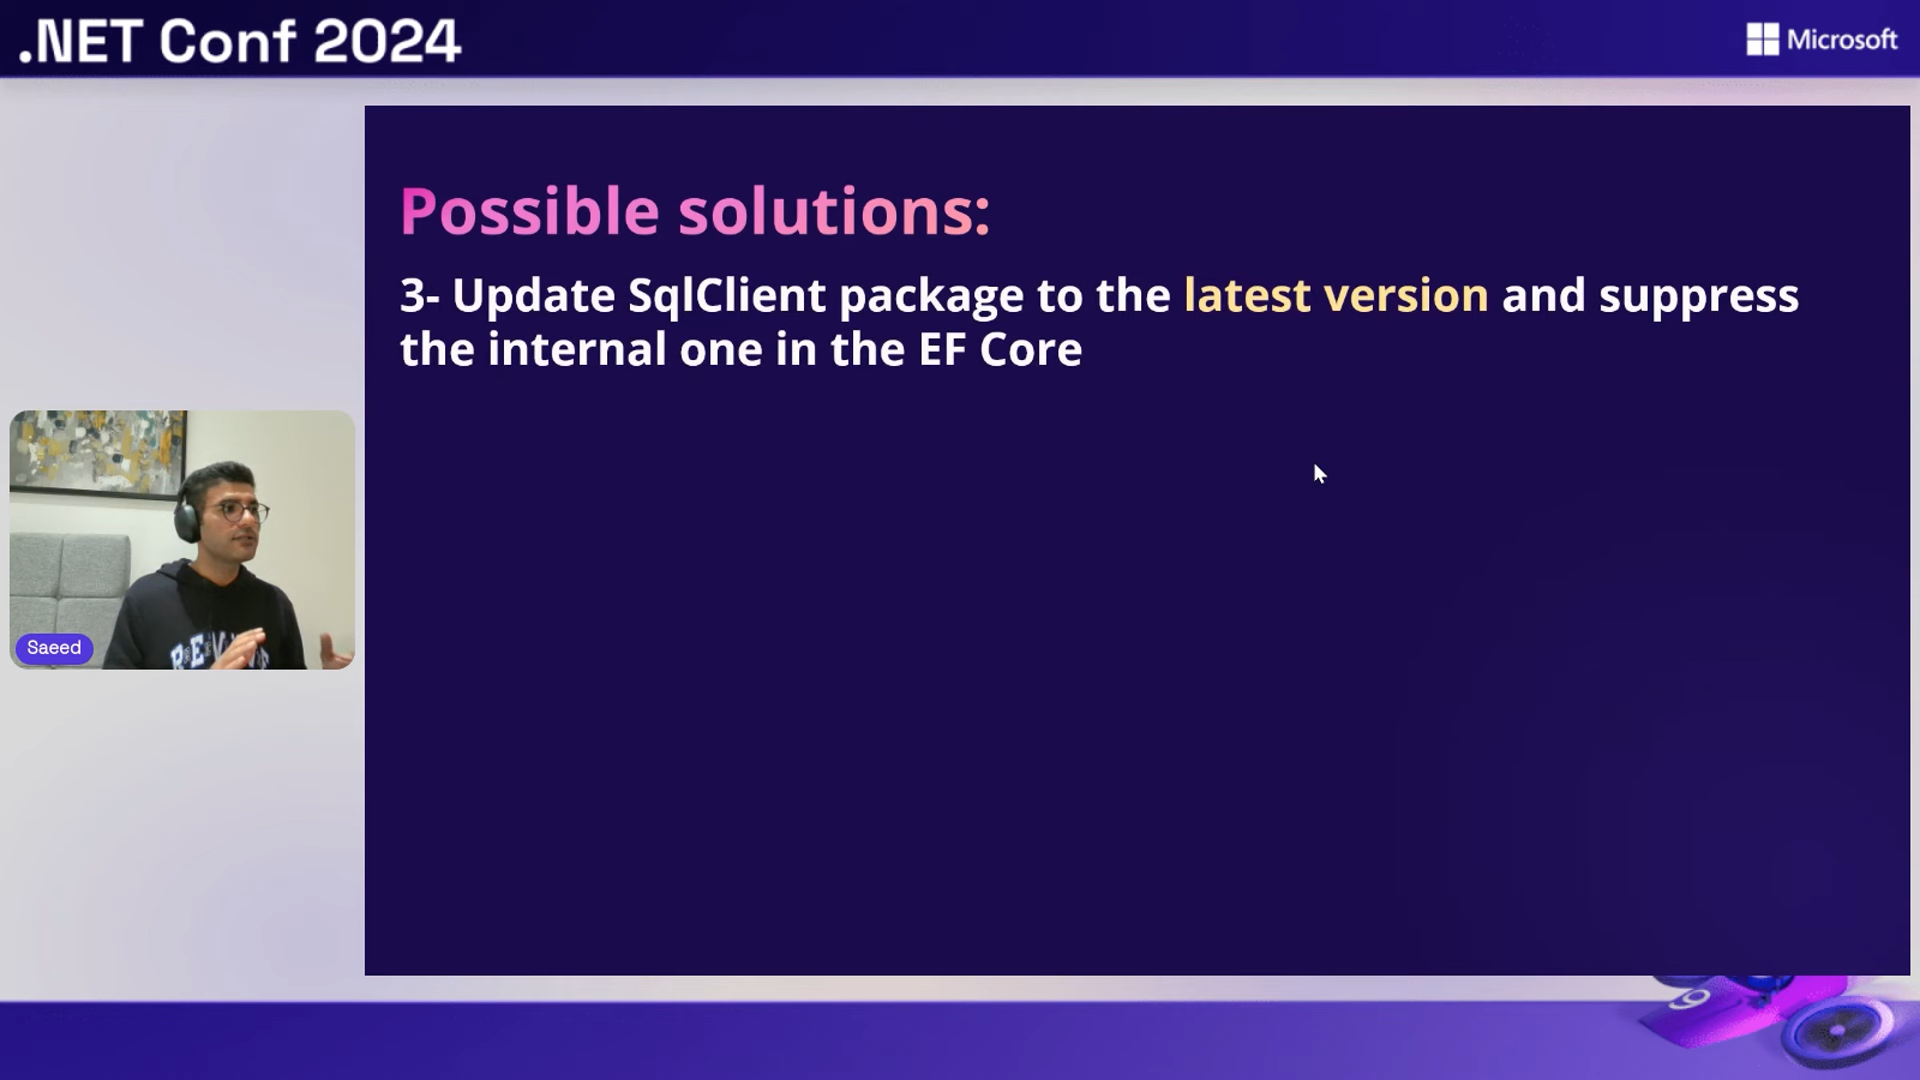 .NET Conf 2024
Microsoft
Possible solutions:
3- Update SqlClient package to the latest version and suppress
the internal one in the EF Core
Saeed
9